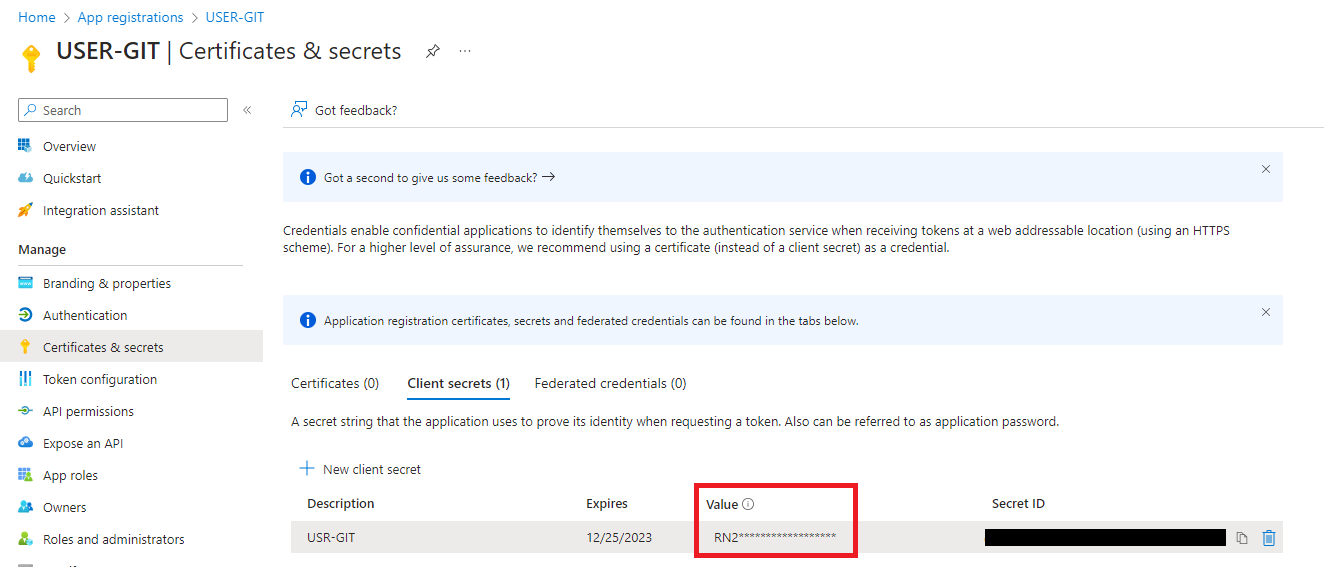 Home > App registrations > USER-GIT
USER-GIT | Certificates & secrets
Search
Got feedback?
Overview
Quickstart
Integration assistant
Manage
Branding & properties
Authentication
Certificates & secrets
Token configuration
API permissions
Expose an API
App roles
Owners
Roles and administrators
Got a second to give us some feedback?
Credentials enable confidential applications to identify themselves to the authentication service when receiving tokens at a web addressable location (using an HTTPS
scheme). For a higher level of assurance, we recommend using a certificate (instead of a client secret) as a credential.
Application registration certificates, secrets and federated credentials can be found in the tabs below.
Certificates (0) Client secrets (1) Federated credentials (0)
A secret string that the application uses to prove its identity when requesting a token. Also can be referred to as application password.
New client secret
Description Expires Value Secret ID
USR-GIT 12/25/2023 RN2******************